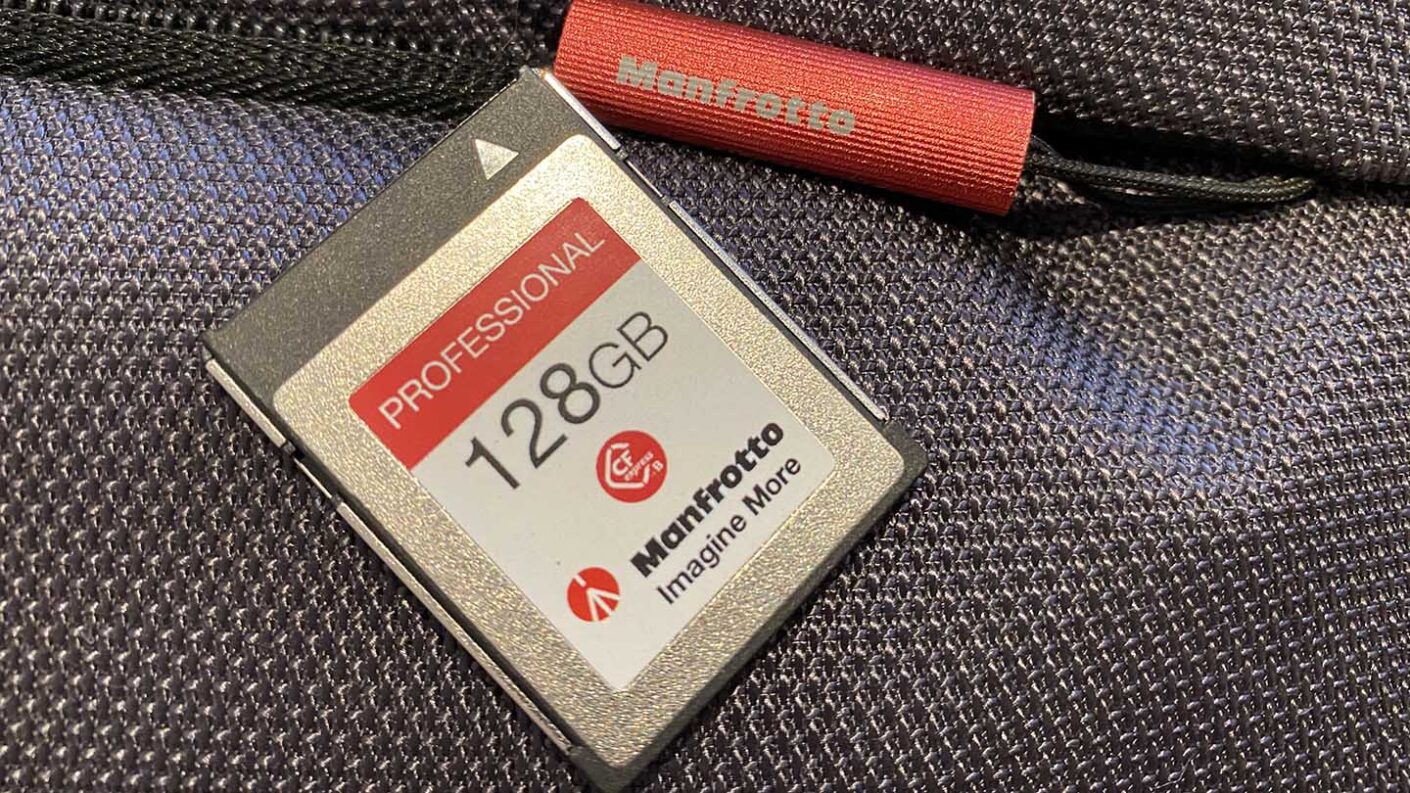 Manfrotto
PROFESSIONAL
128GB
CF
express
-B
Manfrotto
Imagine More